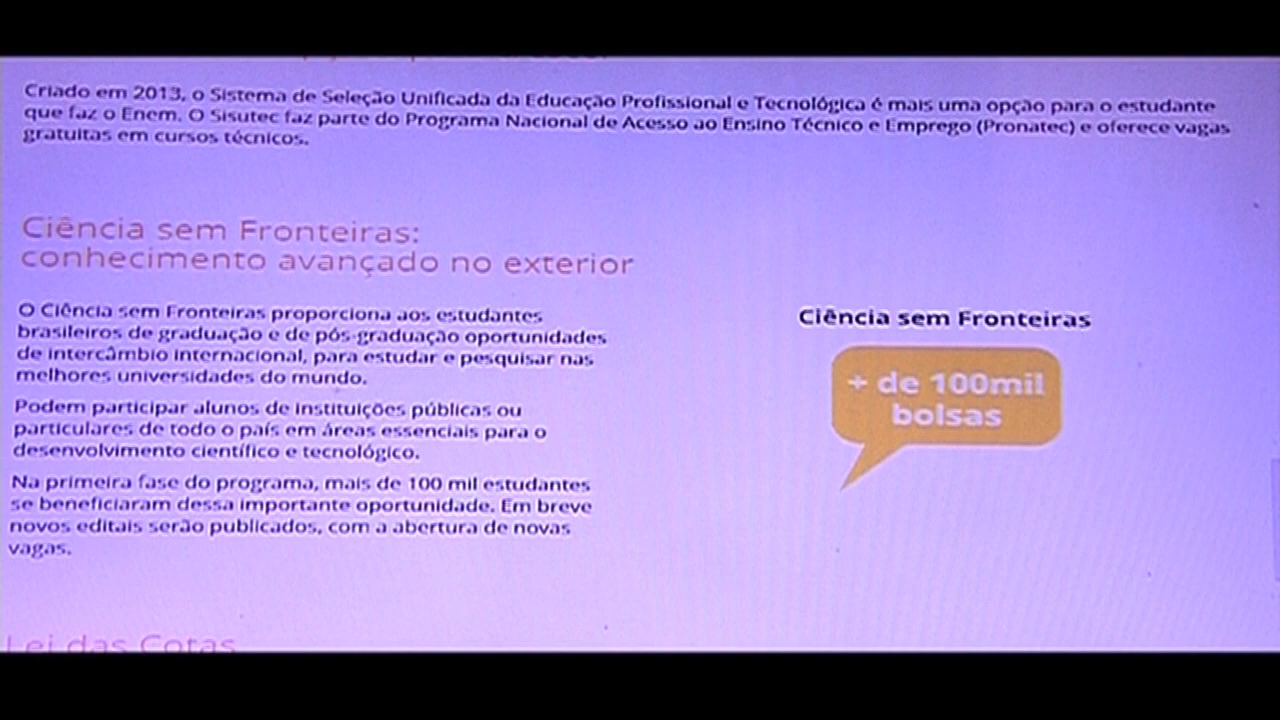 Criado em 2013, o Sistema de Seleção Unificada da Educação Profissional e Tecnológica é mais uma opção para o estudante
que faz o Enem. O Sisutec faz parte do Programa Nacional de Acesso ao Ensino Técnico e Emprego (Pronatec) e oferece vagas
gratuitas em cursos técnicos.
Ciência sem Fronteiras:
conhecimento avançado no exterior
O Ciência sem Fronteiras proporciona aos estudantes
brasileiros de graduação e de pós-graduação oportunidades
de intercâmbio internacional, para estudar e pesquisar nas
melhores universidades do mundo.
Podem participar alunos de instituições públicas ou
particulares de todo o país em áreas essenciais para o
desenvolvimento científico e tecnológico.
Na primeira fase do programa, mais de 100 mil estudantes
se beneficiaram dessa importante oportunidade. Em breve
novos editais serão publicados, com a abertura de novas
vagas.
Ciência sem Fronteiras
+ de 100mil
bolsas
Lei das Cotas